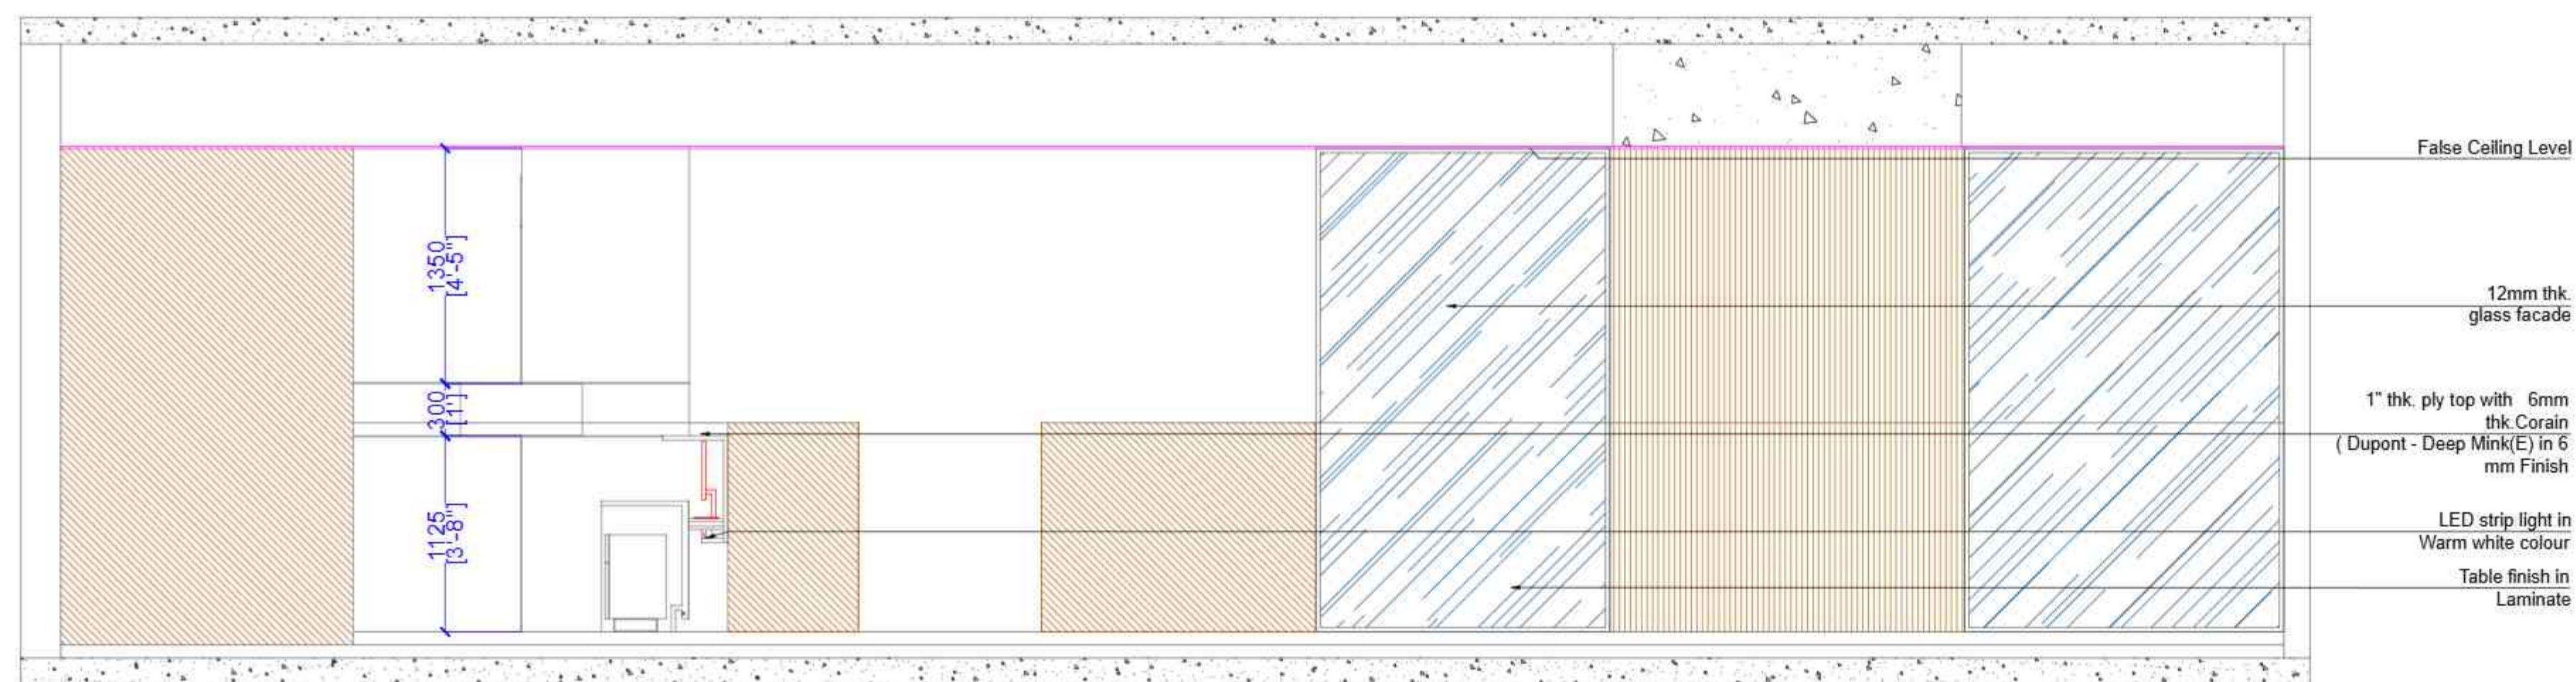 False Ceiling Level
1350
[4'-5"]
12mm thk.
glass facade
300
[1']
1" thk. ply top with 6mm
thk.Corain
( Dupont - Deep Mink(E) in 6
mm Finish
1125
[3'-8"]
LED strip light in
Warm white colour
Table finish in
Laminate